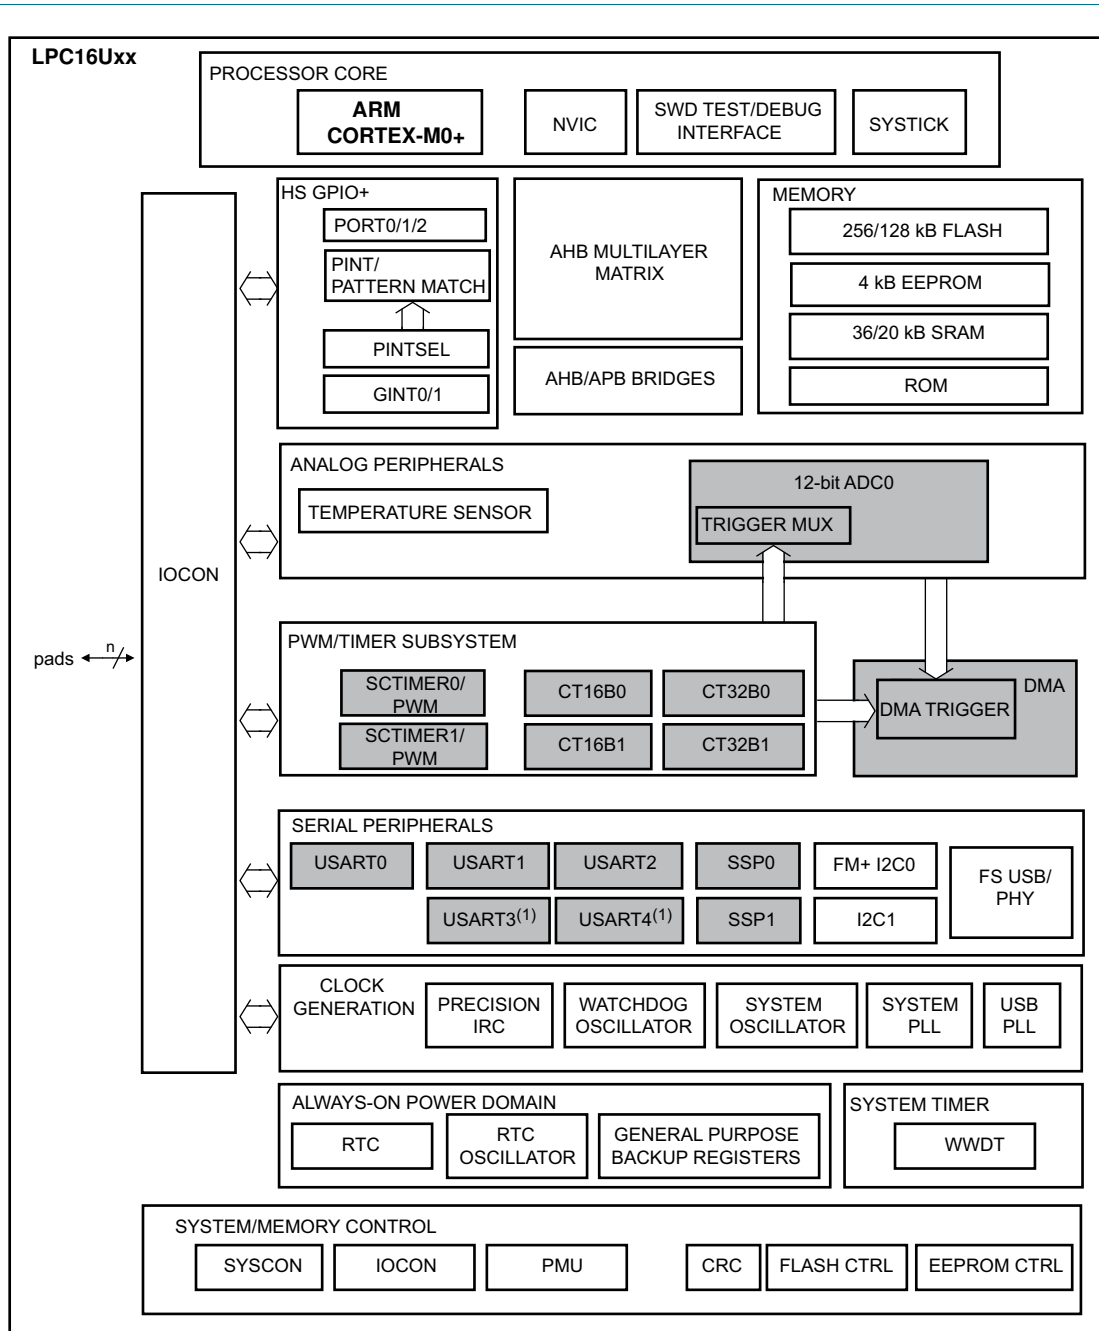 LPC16Uxx
PROCESSOR CORE
ARM
CORTEX-M0+
NVIC
SWD TEST/DEBUG
INTERFACE
SYSTICK
HS GPIO+
PORT0/1/2
PINT/
PATTERN MATCH
PINTSEL
GINT0/1
AHB MULTILAYER
MATRIX
AHB/APB BRIDGES
MEMORY
256/128 kB FLASH
4 kB EEPROM
36/20 kB SRAM
ROM
IOCON
pads
n
ANALOG PERIPHERALS
TEMPERATURE SENSOR
12-bit ADC0
TRIGGER MUX
PWM/TIMER SUBSYSTEM
SCTIMER0/
PWM
CT16B0
CT32B0
SCTIMER1/
PWM
CT16B1
CT32B1
DMA
DMA TRIGGER
SERIAL PERIPHERALS
USART0
USART1
USART2
SSP0
FM+ I2C0
FS USB/
PHY
USART3(1)
USART4(1)
SSP1
I2C1
CLOCK
GENERATION
PRECISION
IRC
WATCHDOG
OSCILLATOR
SYSTEM
OSCILLATOR
SYSTEM
PLL
USB
PLL
ALWAYS-ON POWER DOMAIN
RTC
RTC
OSCILLATOR
GENERAL PURPOSE
BACKUP REGISTERS
SYSTEM TIMER
WWDT
SYSTEM/MEMORY CONTROL
SYSCON
IOCON
PMU
CRC
FLASH CTRL
EEPROM CTRL